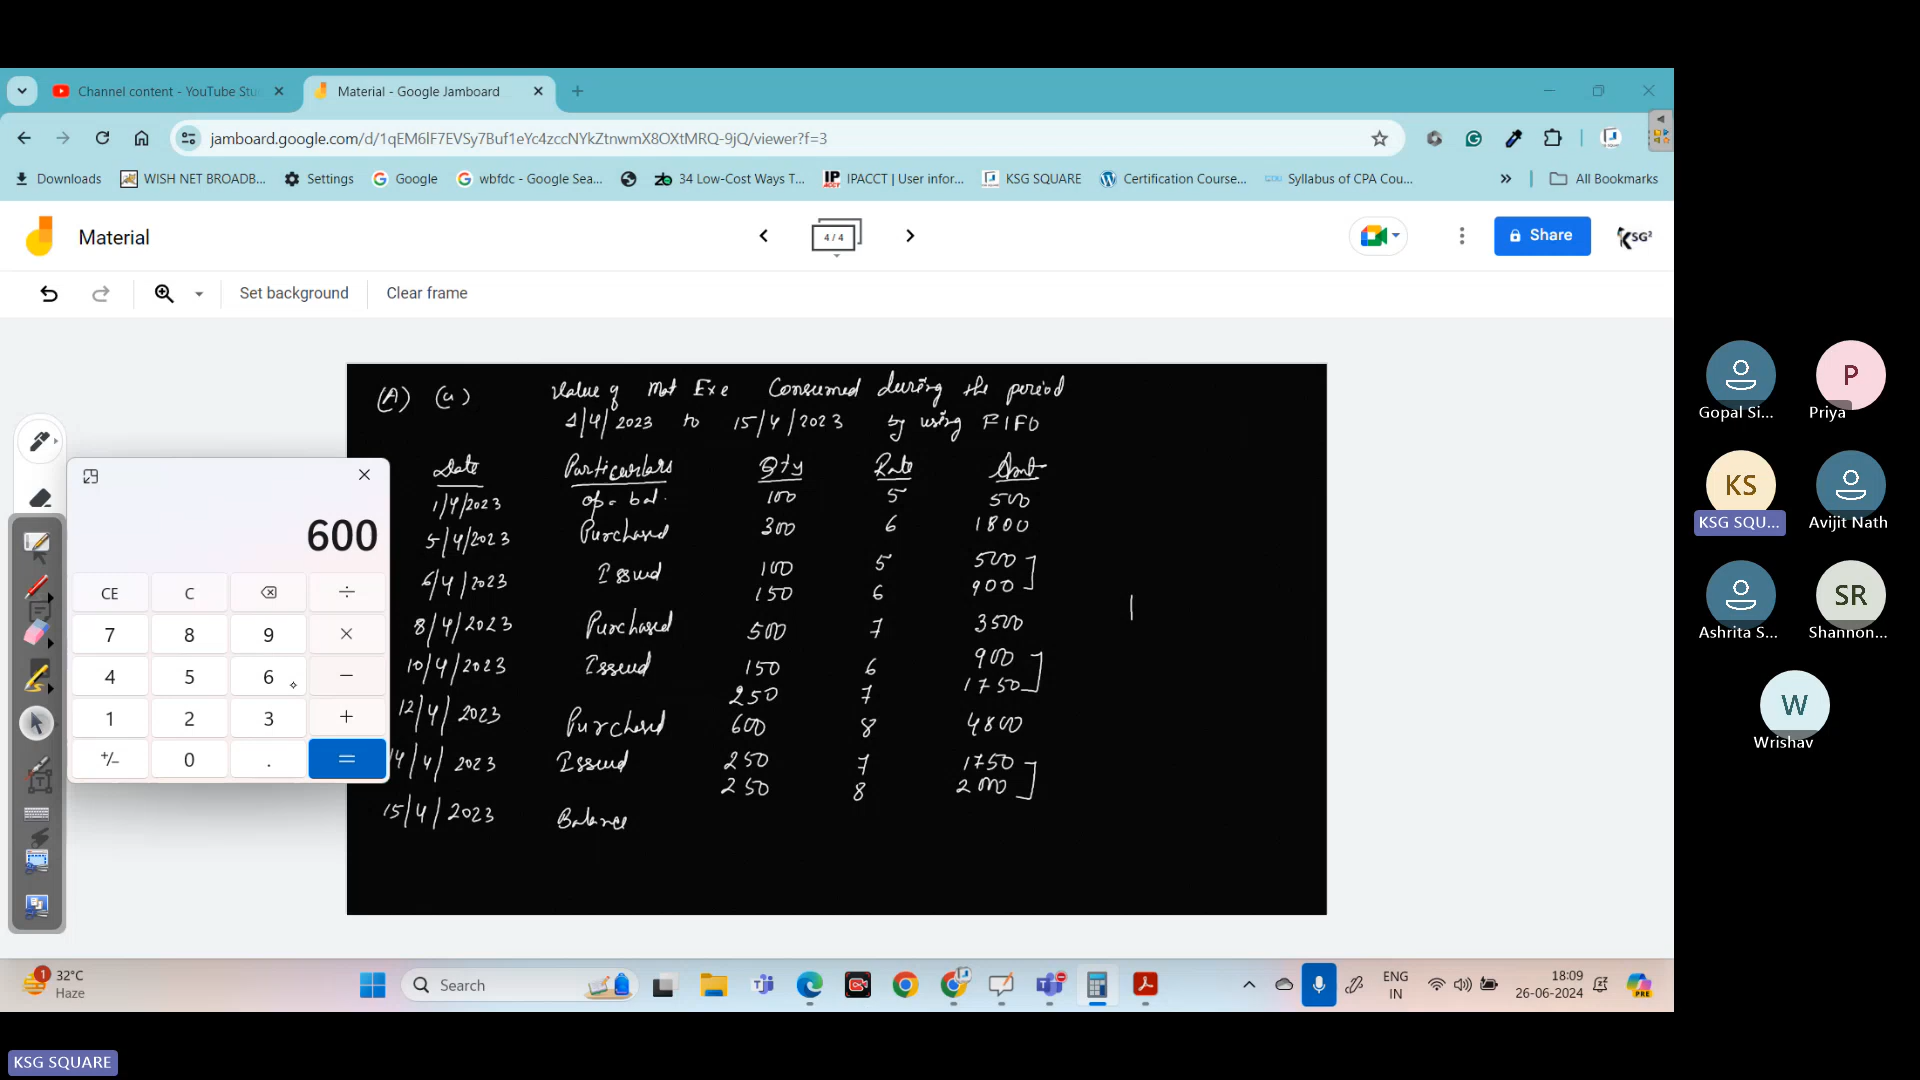 Channel content - YouTube Stu
Material - Google Jamboard
jamboard.google.com/d/1qEM6lF7EVSy7Buf1eYc4zccNYkZtnwmX8OXtMRQ-9jQ/viewer?f=3
Downloads WISH NET BROADB... Settings Google wbfdc - Google Sea... 34 Low-Cost Ways T... IPACCT | User infor... KSG SQUARE Certification Course... Syllabus of CPA Cou... » All Bookmarks
Material
4 / 4
Share
KSG²
Set background Clear frame
(A) (a) Value of Mat Exe Consumed during the period
1/4/2023 to 15/4/2023 by using FIFO
Date Particulars Qty Rate Amt
1/4/2023 op. bal. 100 5 500
5/4/2023 Purchased 300 6 1800
6/4/2023 Issued 100 5 500
150 6 900
8/4/2023 Purchased 500 7 3500
10/4/2023 Issued 150 6 900
250 7 1750
12/4/2023 Purchased 600 8 4800
14/4/2023 Issued 250 7 1750
250 8 2000
15/4/2023 Balance
600
CE C ÷
7 8 9 ×
4 5 6 −
1 2 3 +
+/− 0 . =
Gopal Si...
P
Priya
KS
KSG SQU...
Avijit Nath
Ashrita S...
SR
Shannon...
W
Wrishav
1
32°C
Haze
Search
PRE
ENG
IN
18:09
26-06-2024
KSG SQUARE